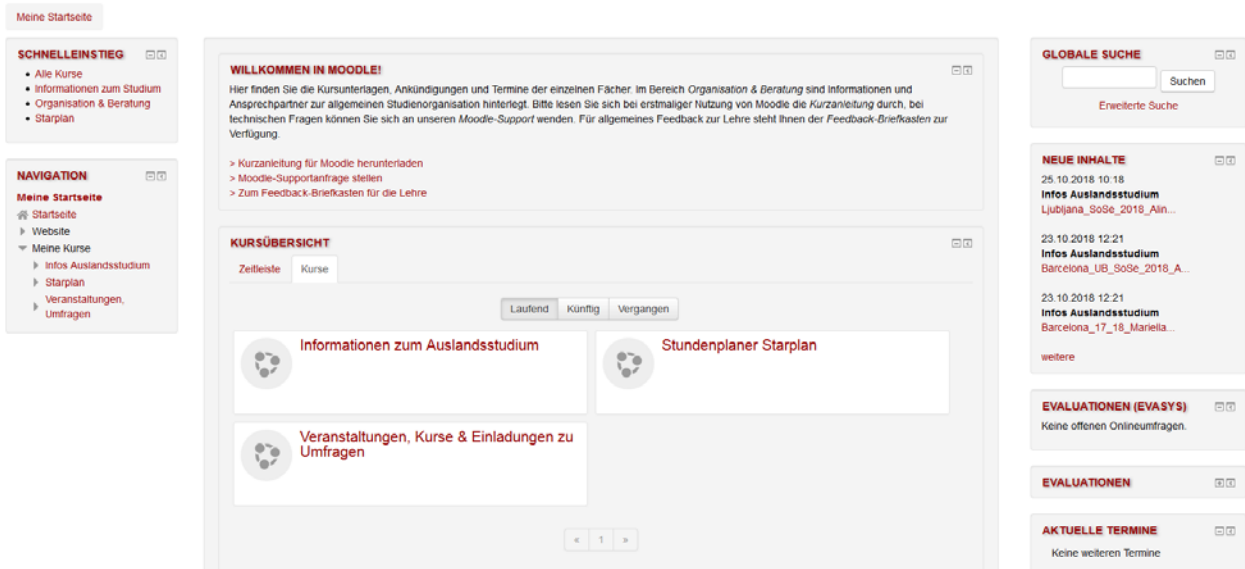 Meine Startseite
SCHNELLEINSTIEG
Alle Kurse
Informationen zum Studium
Organisation & Beratung
Starplan
NAVIGATION
Meine Startseite
Startseite
Website
Meine Kurse
Infos Auslandsstudium
Starplan
Veranstaltungen,
Umfragen
WILLKOMMEN IN MOODLE!
Hier finden Sie die Kursunterlagen, Ankündigungen und Termine der einzelnen Fächer. Im Bereich Organisation & Beratung sind Informationen und
Ansprechpartner zur allgemeinen Studienorganisation hinterlegt. Bitte lesen Sie sich bei erstmaliger Nutzung von Moodle die Kurzanleitung durch, bei
technischen Fragen können Sie sich an unseren Moodle-Support wenden. Für allgemeines Feedback zur Lehre steht Ihnen der Feedback-Briefkasten zur
Verfügung.
> Kurzanleitung für Moodle herunterladen
> Moodle-Supportanfrage stellen
> Zum Feedback-Briefkasten für die Lehre
KURSÜBERSICHT
Zeitleiste Kurse
Laufend Künftig Vergangen
Informationen zum Auslandsstudium
Stundenplaner Starplan
Veranstaltungen, Kurse & Einladungen zu
Umfragen
« 1 »
GLOBALE SUCHE
Suchen
Erweiterte Suche
NEUE INHALTE
25.10.2018 10:18
Infos Auslandsstudium
Ljubljana_SoSe_2018_Alin...
23.10.2018 12:21
Infos Auslandsstudium
Barcelona_UB_SoSe_2018_A...
23.10.2018 12:21
Infos Auslandsstudium
Barcelona_17_18_Mariella...
weitere
EVALUATIONEN (EVASYS)
Keine offenen Onlineumfragen.
EVALUATIONEN
AKTUELLE TERMINE
Keine weiteren Termine